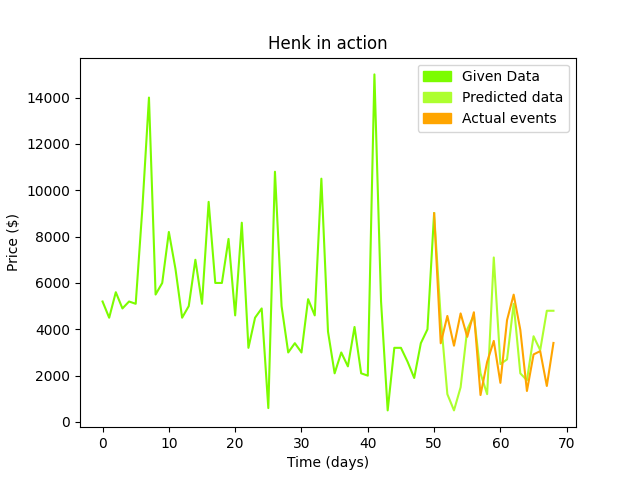 Henk in action
Given Data
Predicted data
Actual events
Price ($)
14000
12000
10000
8000
6000
4000
2000
0
0 10 20 30 40 50 60 70
Time (days)